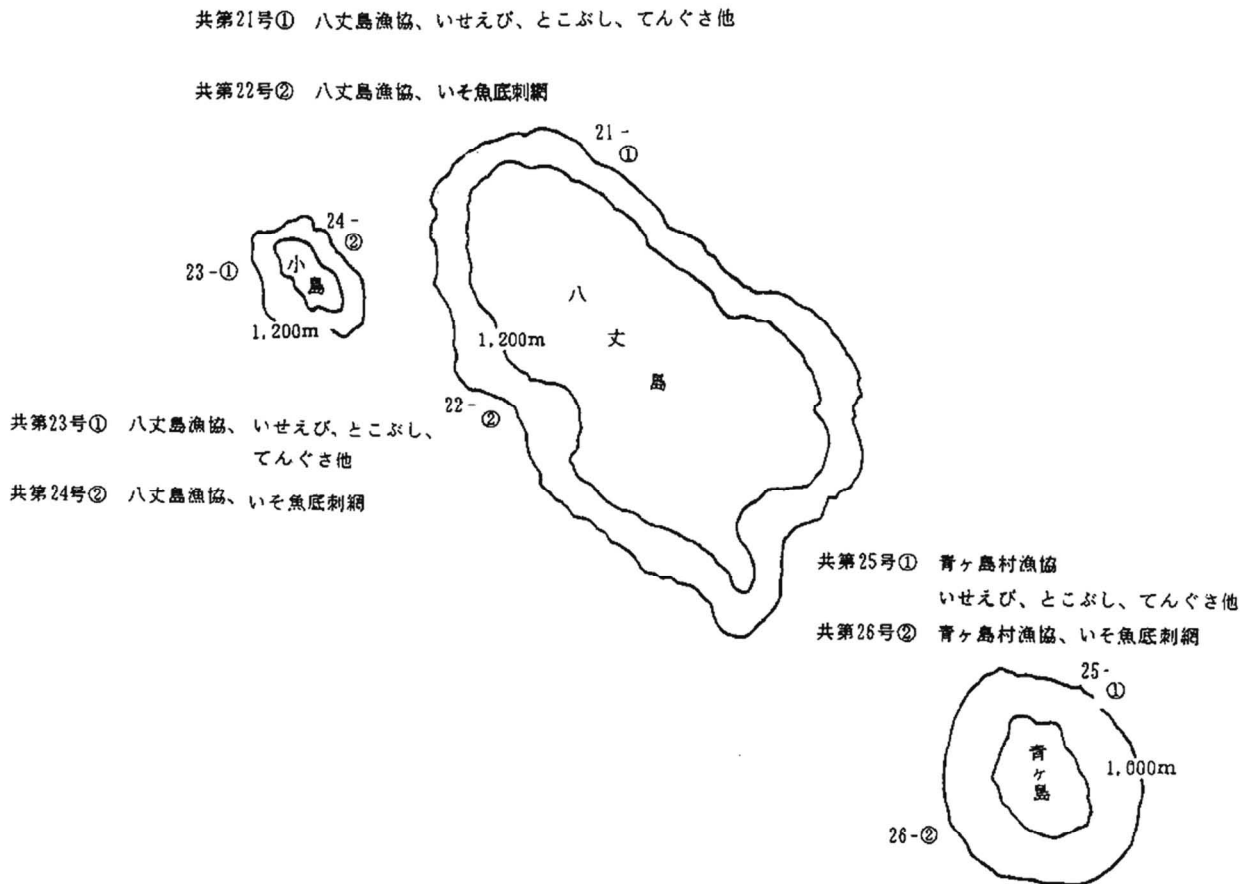 共第21号① 八丈島漁協、いせえび、とこぶし、てんぐさ他
共第22号② 八丈島漁協、いそ魚底刺網
21-
①
24-
②
23-①
小
島
1,200m
八
丈
島
1,200m
22-
②
共第23号① 八丈島漁協、いせえび、とこぶし、
てんぐさ他
共第24号② 八丈島漁協、いそ魚底刺網
共第25号① 青ヶ島村漁協
いせえび、とこぶし、てんぐさ他
共第26号② 青ヶ島村漁協、いそ魚底刺網
25-
①
青
ヶ
島
1,000m
26-②